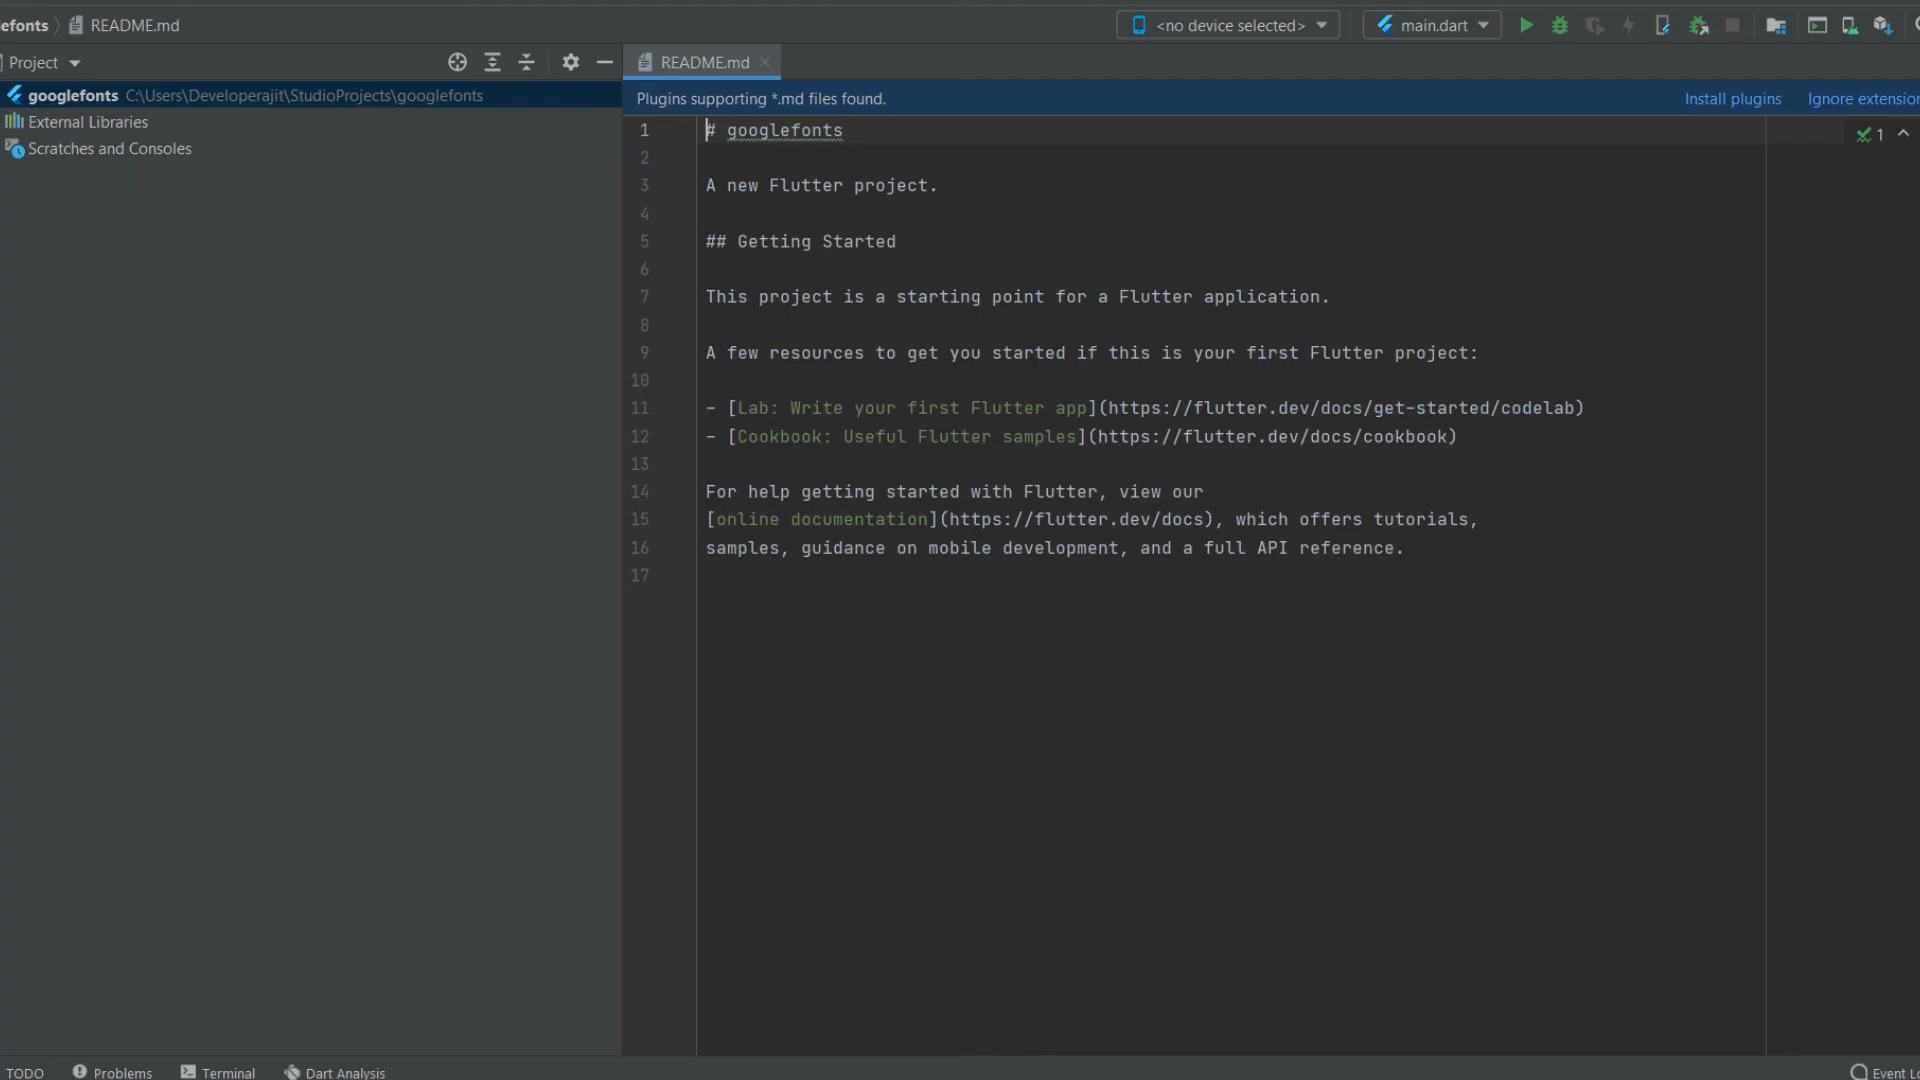 efonts README.md <no device selected> main.dart
Project README.md
googlefonts C:\Users\Developerajit\StudioProjects\googlefonts
Plugins supporting *.md files found. Install plugins Ignore extension
External Libraries
Scratches and Consoles
1 # googlefonts 1
2
3 A new Flutter project.
4
5 ## Getting Started
6
7 This project is a starting point for a Flutter application.
8
9 A few resources to get you started if this is your first Flutter project:
10
11 - [Lab: Write your first Flutter app](https://flutter.dev/docs/get-started/codelab)
12 - [Cookbook: Useful Flutter samples](https://flutter.dev/docs/cookbook)
13
14 For help getting started with Flutter, view our
15 [online documentation](https://flutter.dev/docs), which offers tutorials,
16 samples, guidance on mobile development, and a full API reference.
17
TODO Problems Terminal Dart Analysis Event Lo